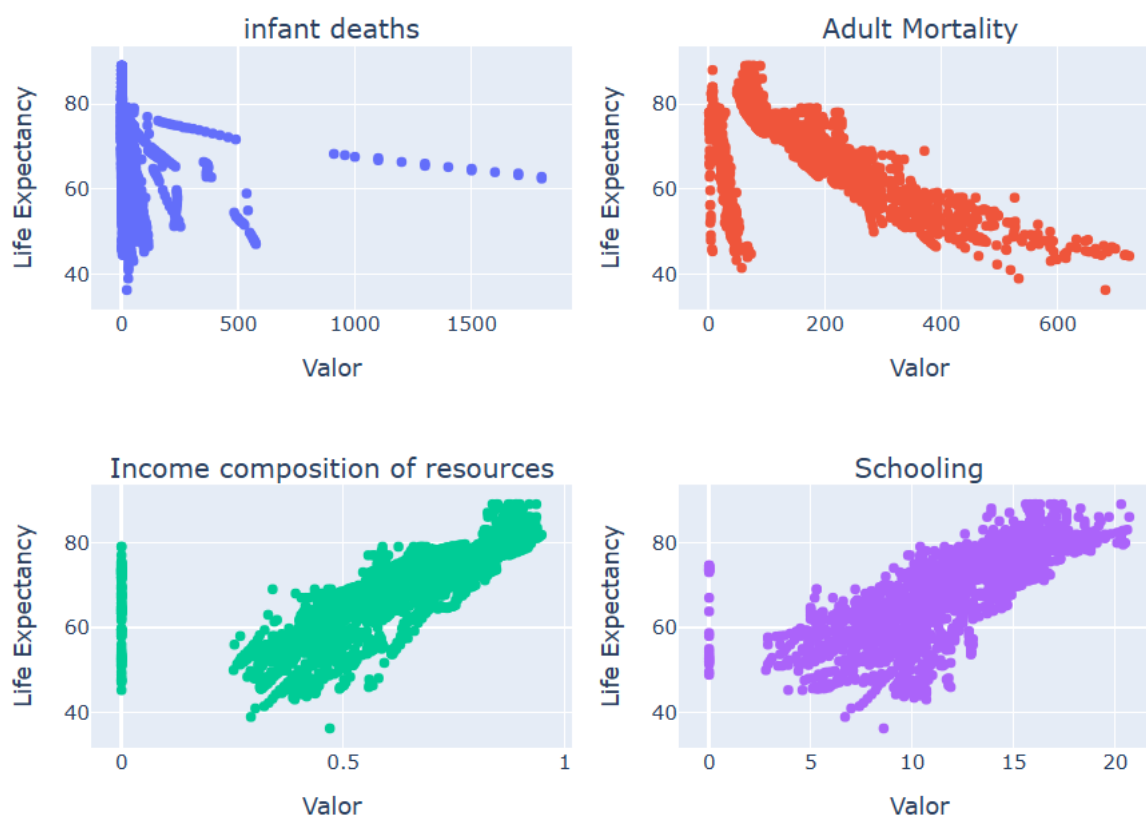 infant deaths
Life Expectancy
80
60
40
0 500 1000 1500
Valor
Adult Mortality
Life Expectancy
80
60
40
0 200 400 600
Valor
Income composition of resources
Life Expectancy
80
60
40
0 0.5 1
Valor
Schooling
Life Expectancy
80
60
40
0 5 10 15 20
Valor